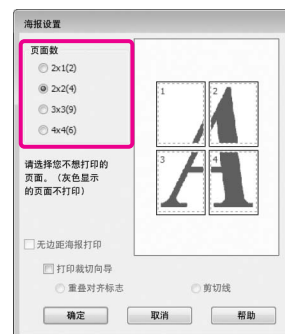 海报设置
页面数
2x1(2)
2x2(4)
3x3(9)
4x4(6)
1
2
3
4
请选择您不想打印的
页面。（灰色显示
的页面不打印）
无边距海报打印
打印裁切向导
重叠对齐标志
剪切线
确定
取消
帮助